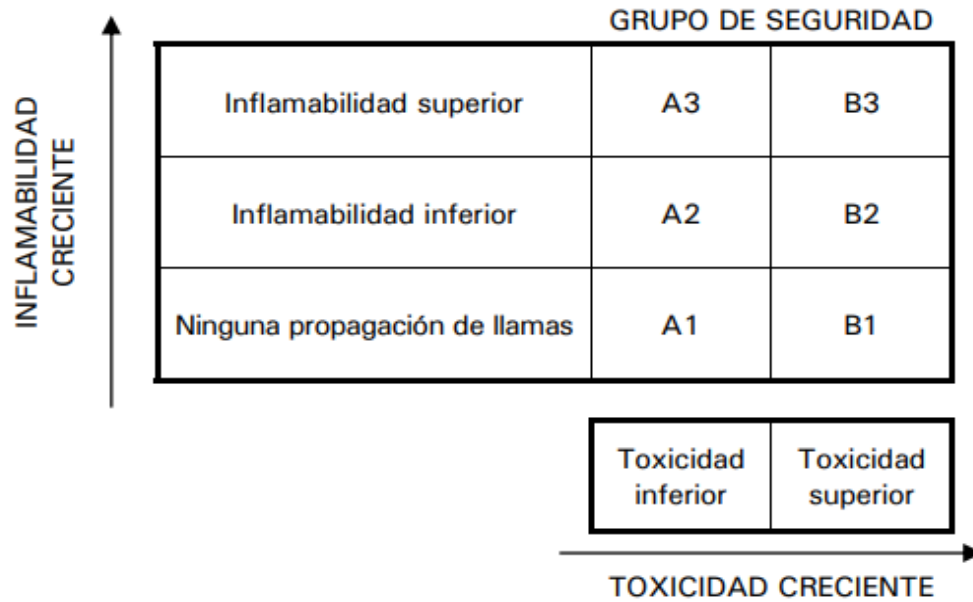 GRUPO DE SEGURIDAD
INFLAMABILIDAD
CRECIENTE
Inflamabilidad superior A3 B3
Inflamabilidad inferior A2 B2
Ninguna propagación de llamas A1 B1
Toxicidad
inferior
Toxicidad
superior
TOXICIDAD CRECIENTE